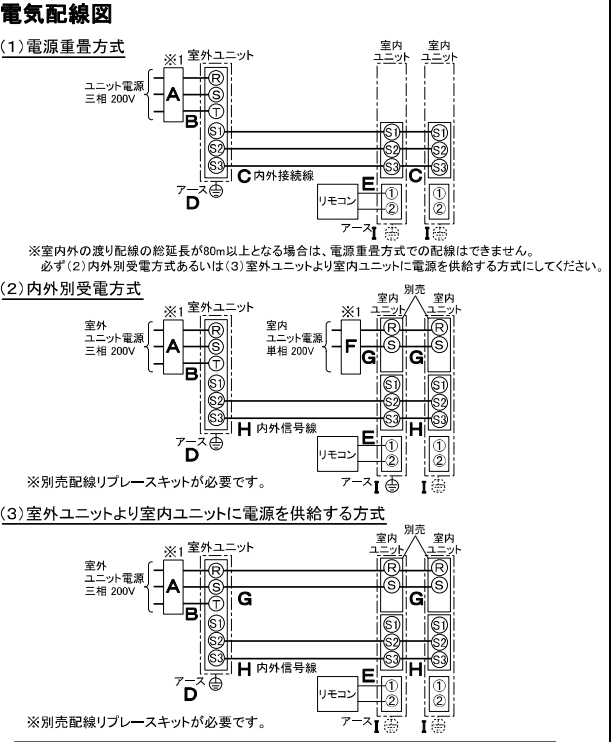 電気配線図
(1)電源重畳方式
※1 室外ユニット
室内
ユニット
室内
ユニット
ユニット電源
三相 200V
A
B
R
S
T
S1
S2
S3
S1
S2
S3
S1
S2
S3
C 内外接続線
C
アース
D
E
リモコン
①
②
①
②
アース I
I
※室内外の渡り配線の総延長が80m以上となる場合は、電源重畳方式での配線はできません。
必ず(2)内外別受電方式あるいは(3)室外ユニットより室内ユニットに電源を供給する方式にしてください。
(2)内外別受電方式
※1 室外ユニット
※1
室内
ユニット
別売
室内
ユニット
室外
ユニット電源
三相 200V
A
B
R
S
T
S1
S2
S3
室内
ユニット電源
単相 200V
F
G
R
S
G
R
S
S1
S2
S3
S1
S2
S3
H 内外信号線
H
アース
D
E
リモコン
①
②
①
②
アース I
I
※別売配線リプレースキットが必要です。
(3)室外ユニットより室内ユニットに電源を供給する方式
※1 室外ユニット
室内
ユニット
別売
室内
ユニット
室外
ユニット電源
三相 200V
A
B
R
S
T
S1
S2
S3
G
R
S
G
R
S
S1
S2
S3
S1
S2
S3
H 内外信号線
H
アース
D
E
リモコン
①
②
①
②
アース I
I
※別売配線リプレースキットが必要です。